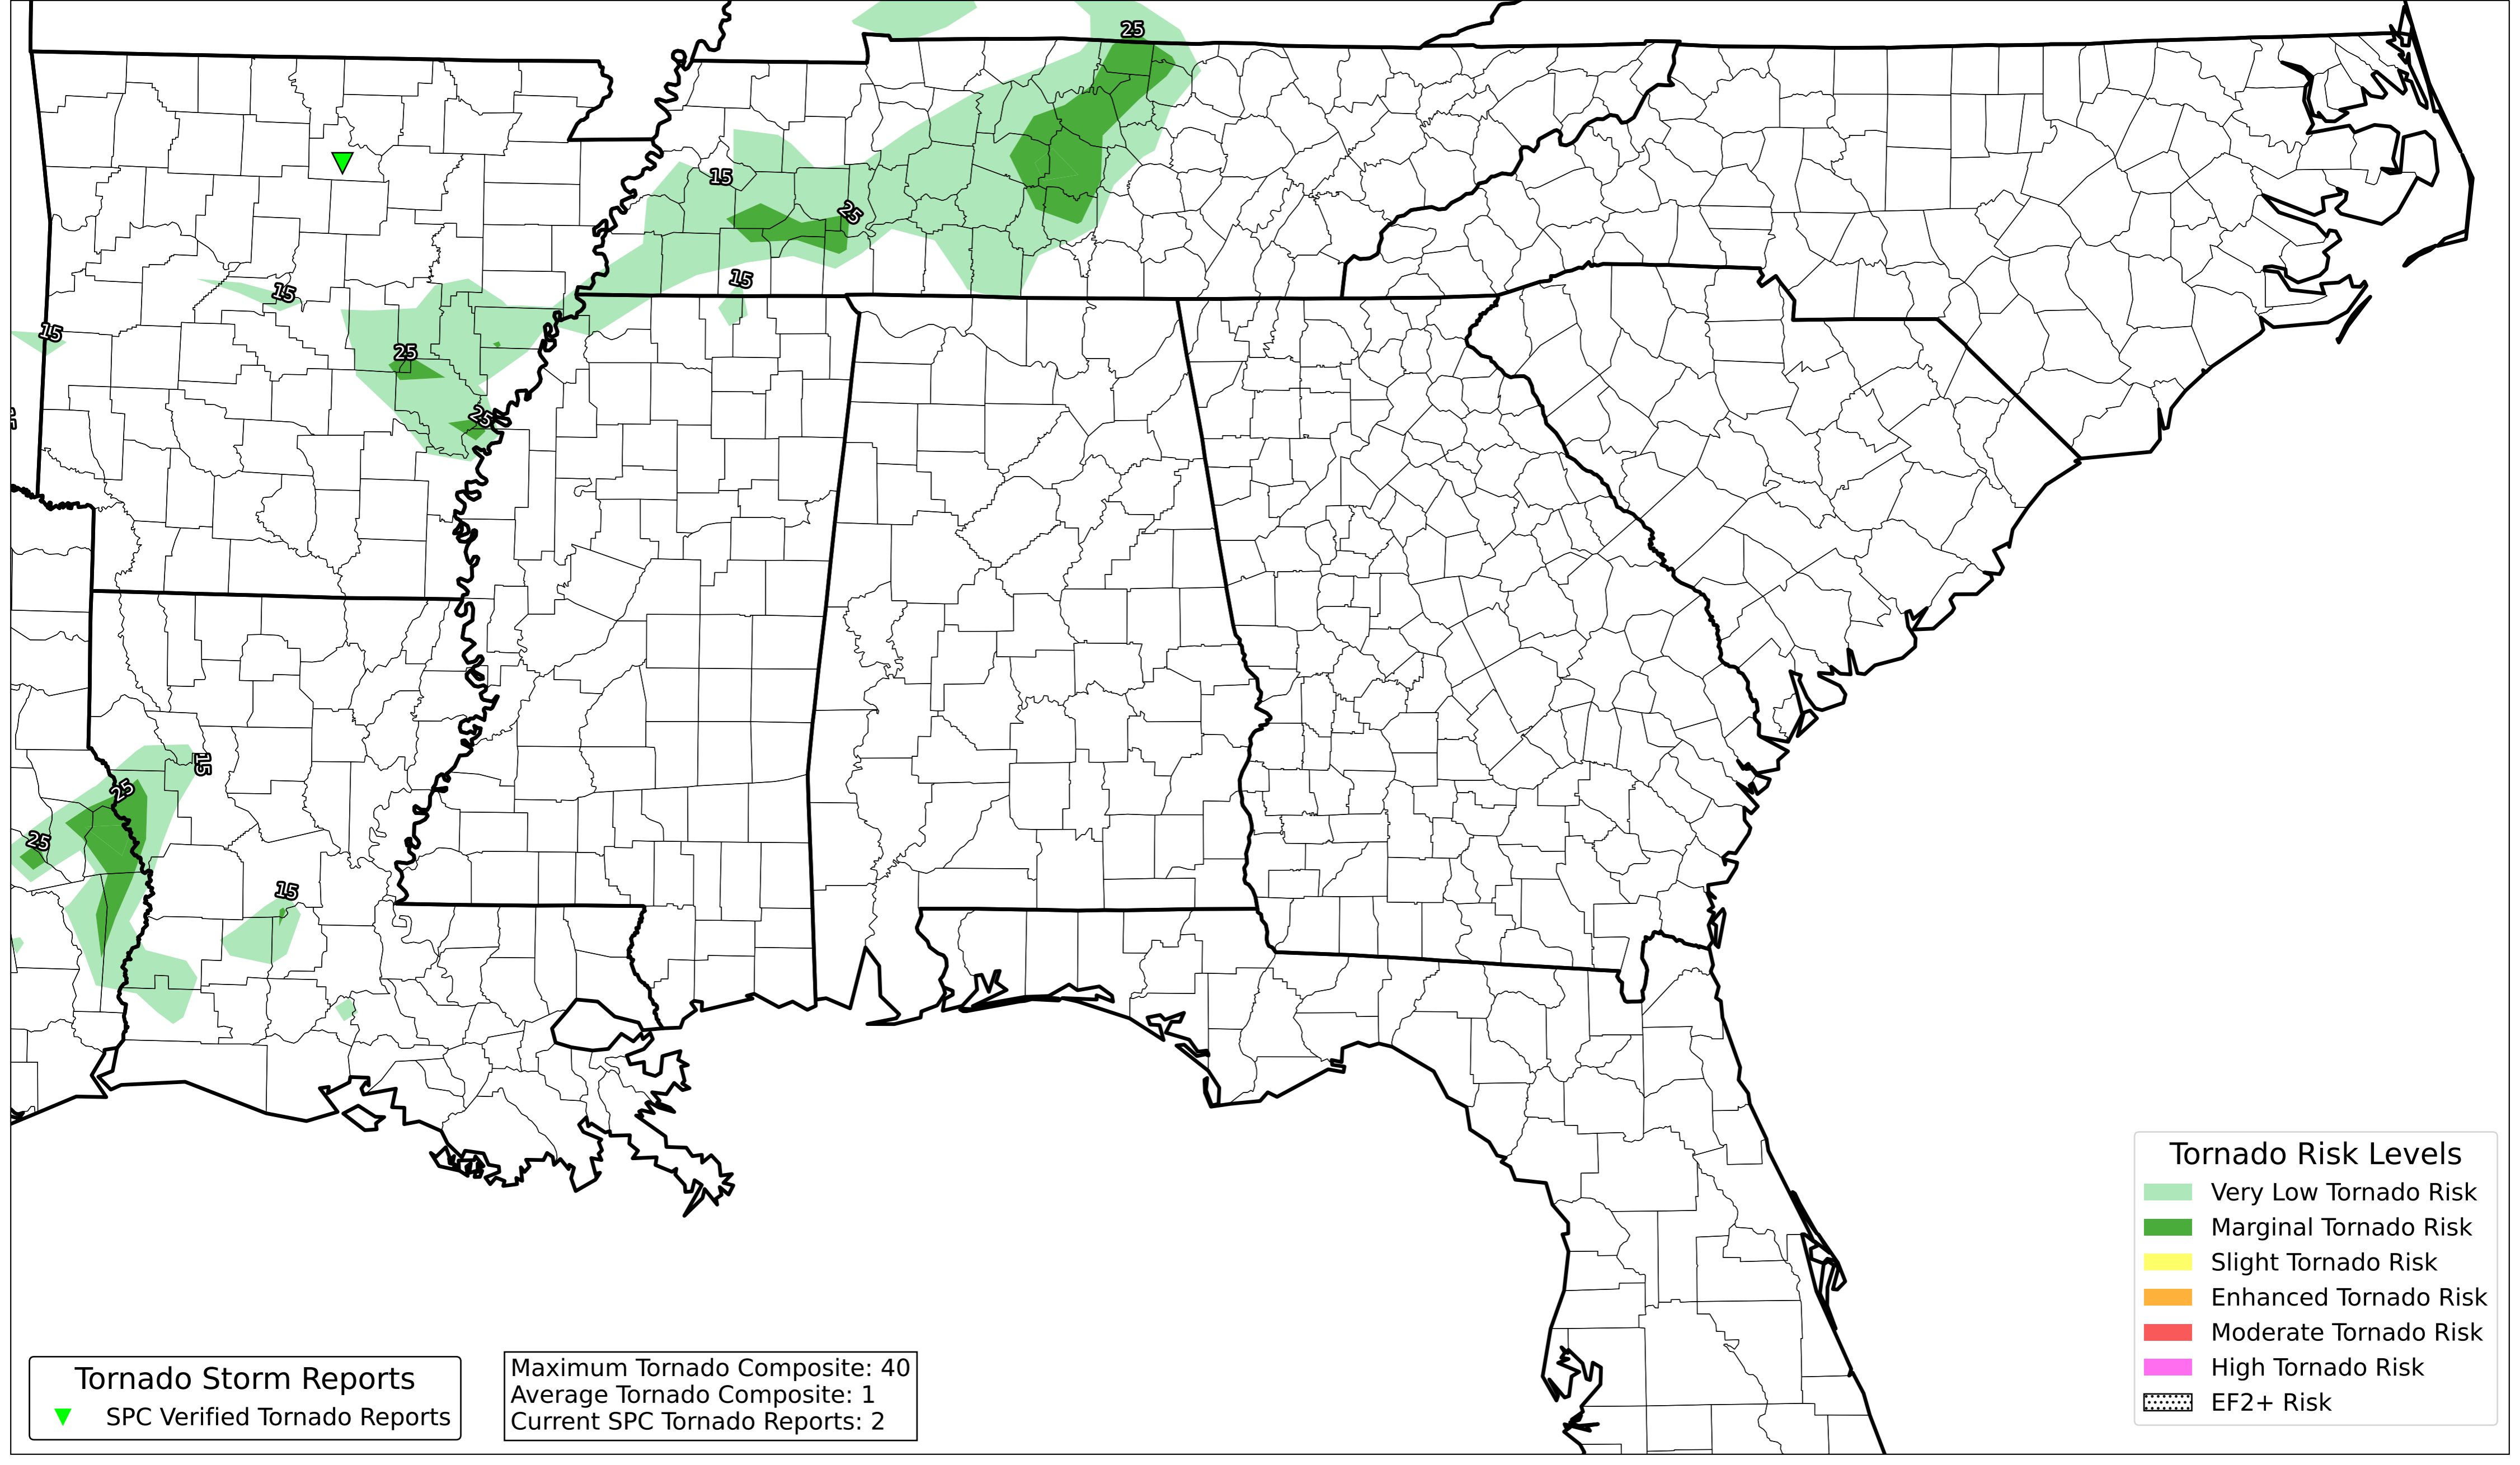 25
15
25
15
15
15
25
25
15
25
25
15
Tornado Risk Levels
Very Low Tornado Risk
Marginal Tornado Risk
Slight Tornado Risk
Enhanced Tornado Risk
Moderate Tornado Risk
High Tornado Risk
EF2+ Risk
Tornado Storm Reports
SPC Verified Tornado Reports
Maximum Tornado Composite: 40
Average Tornado Composite: 1
Current SPC Tornado Reports: 2